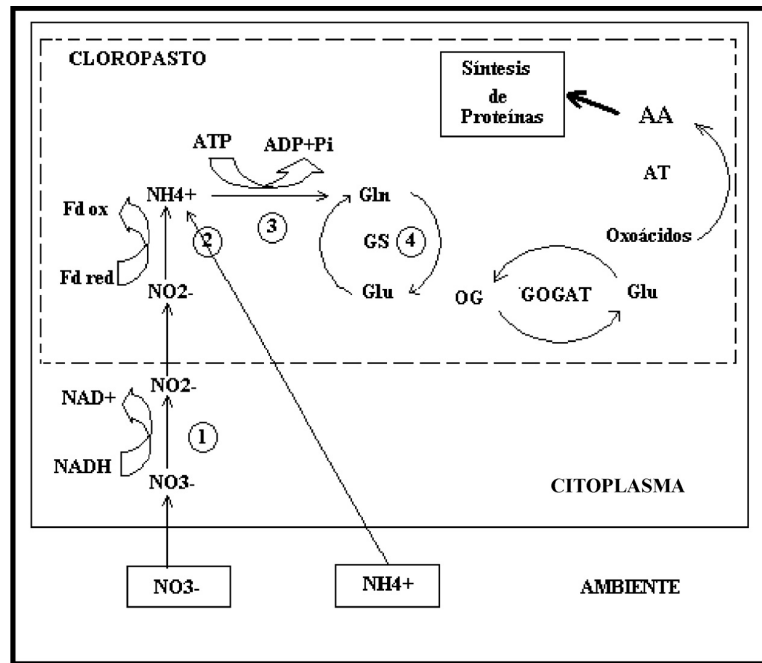 CLOROPASTO
Síntesis
de
Proteínas
AA
ATP
ADP+Pi
AT
Fd ox
NH4+
Gln
3
2
GS
4
Oxoácidos
Fd red
NO2-
Glu
OG
GOGAT
Glu
NO2-
NAD+
1
NADH
NO3-
CITOPLASMA
NO3-
NH4+
AMBIENTE